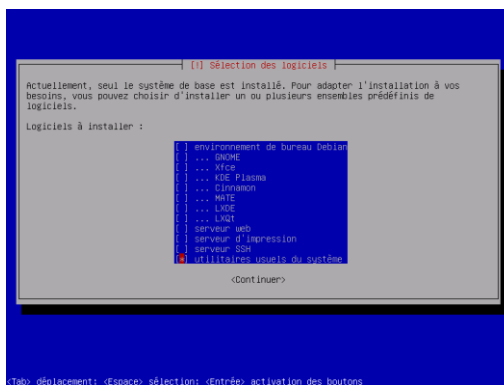 [!] Sélection des logiciels
Actuellement, seul le système de base est installé. Pour adapter l'installation à vos
besoins, vous pouvez choisir d'installer un ou plusieurs ensembles prédéfinis de
logiciels.
Logiciels à installer :
[ ] environnement de bureau Debian
[ ] ... GNOME
[ ] ... Xfce
[ ] ... KDE Plasma
[ ] ... Cinnamon
[ ] ... MATE
[ ] ... LXDE
[ ] ... LXQt
[ ] serveur web
[ ] serveur d'impression
[ ] serveur SSH
[*] utilitaires usuels du système
<Continuer>
<Tab> déplacement; <Espace> sélection; <Entrée> activation des boutons